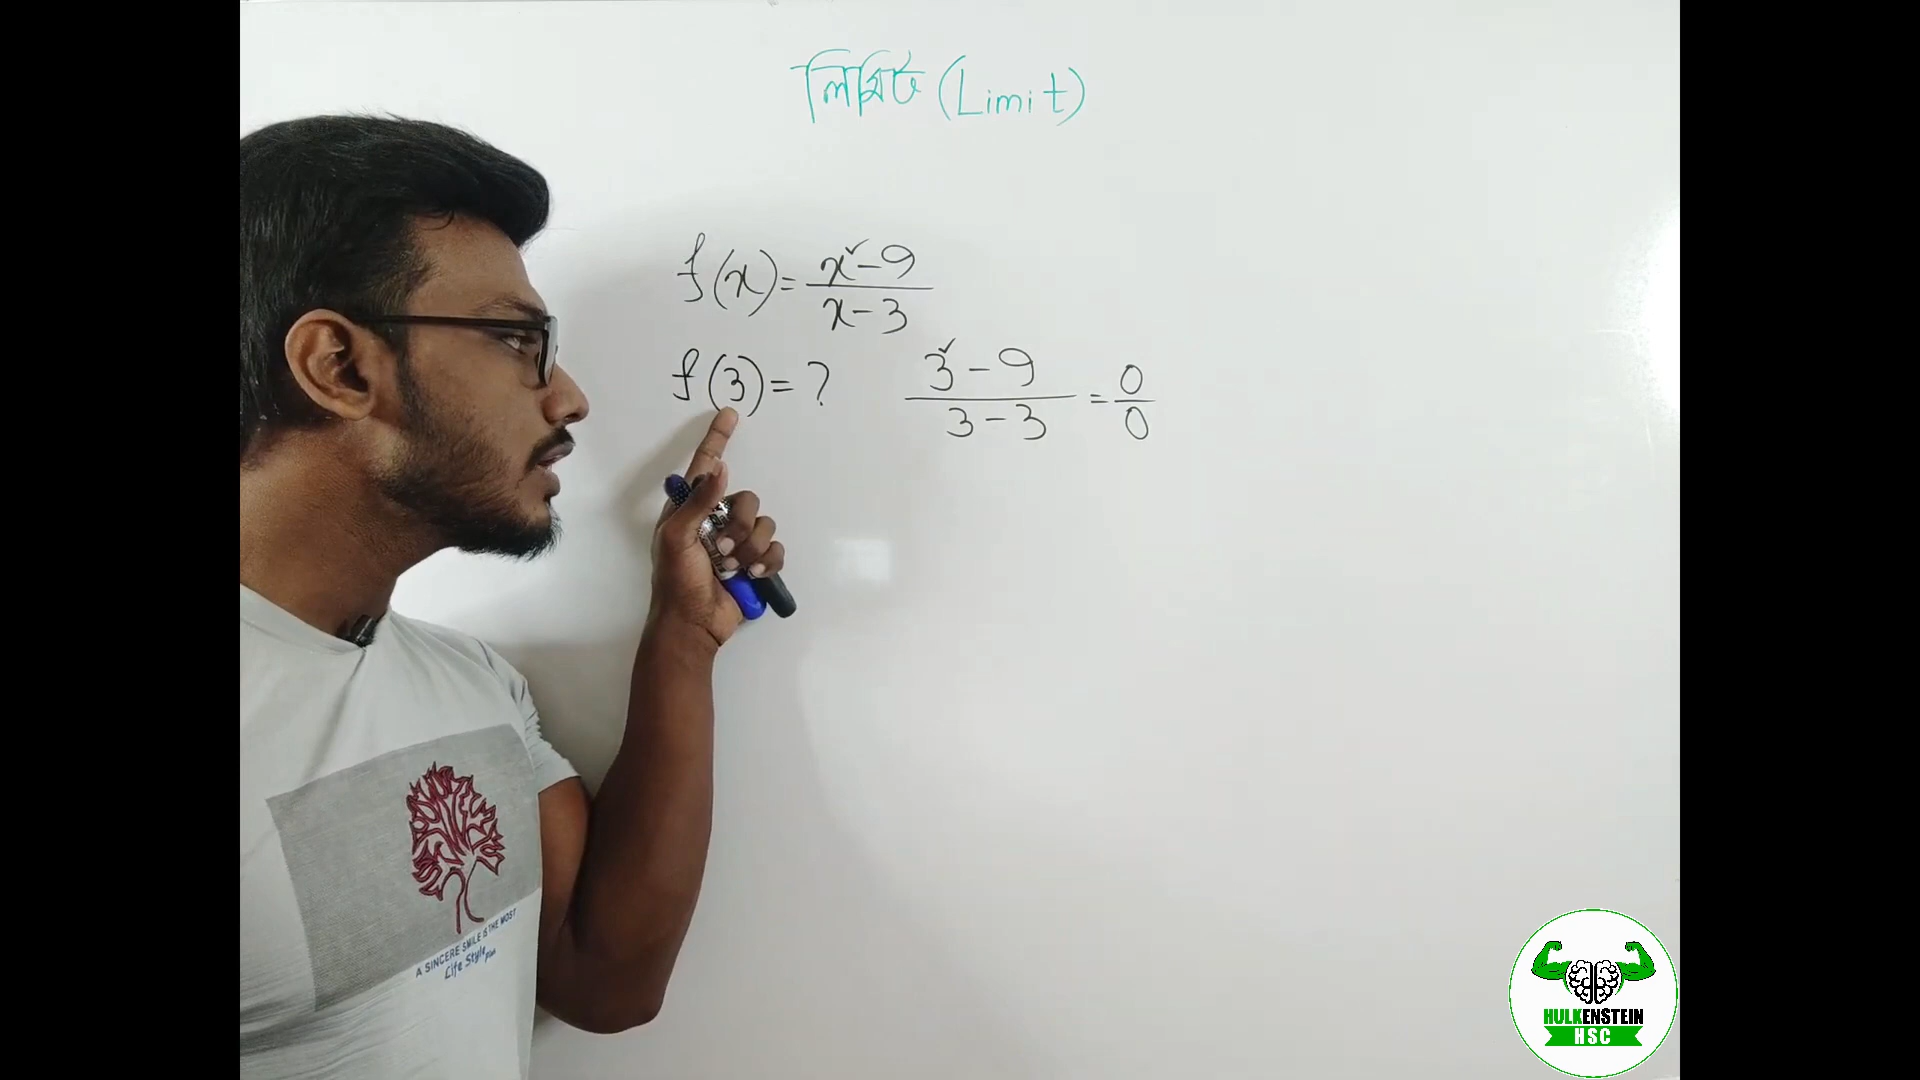 লিমিট (Limit)
f(x) = x² - 9 / x - 3
f(3) = ? 3² - 9 / 3 - 3 = 0 / 0
A SINCERE SMILE IS THE MOST
Life Style plus
HULKENSTEIN
HSC